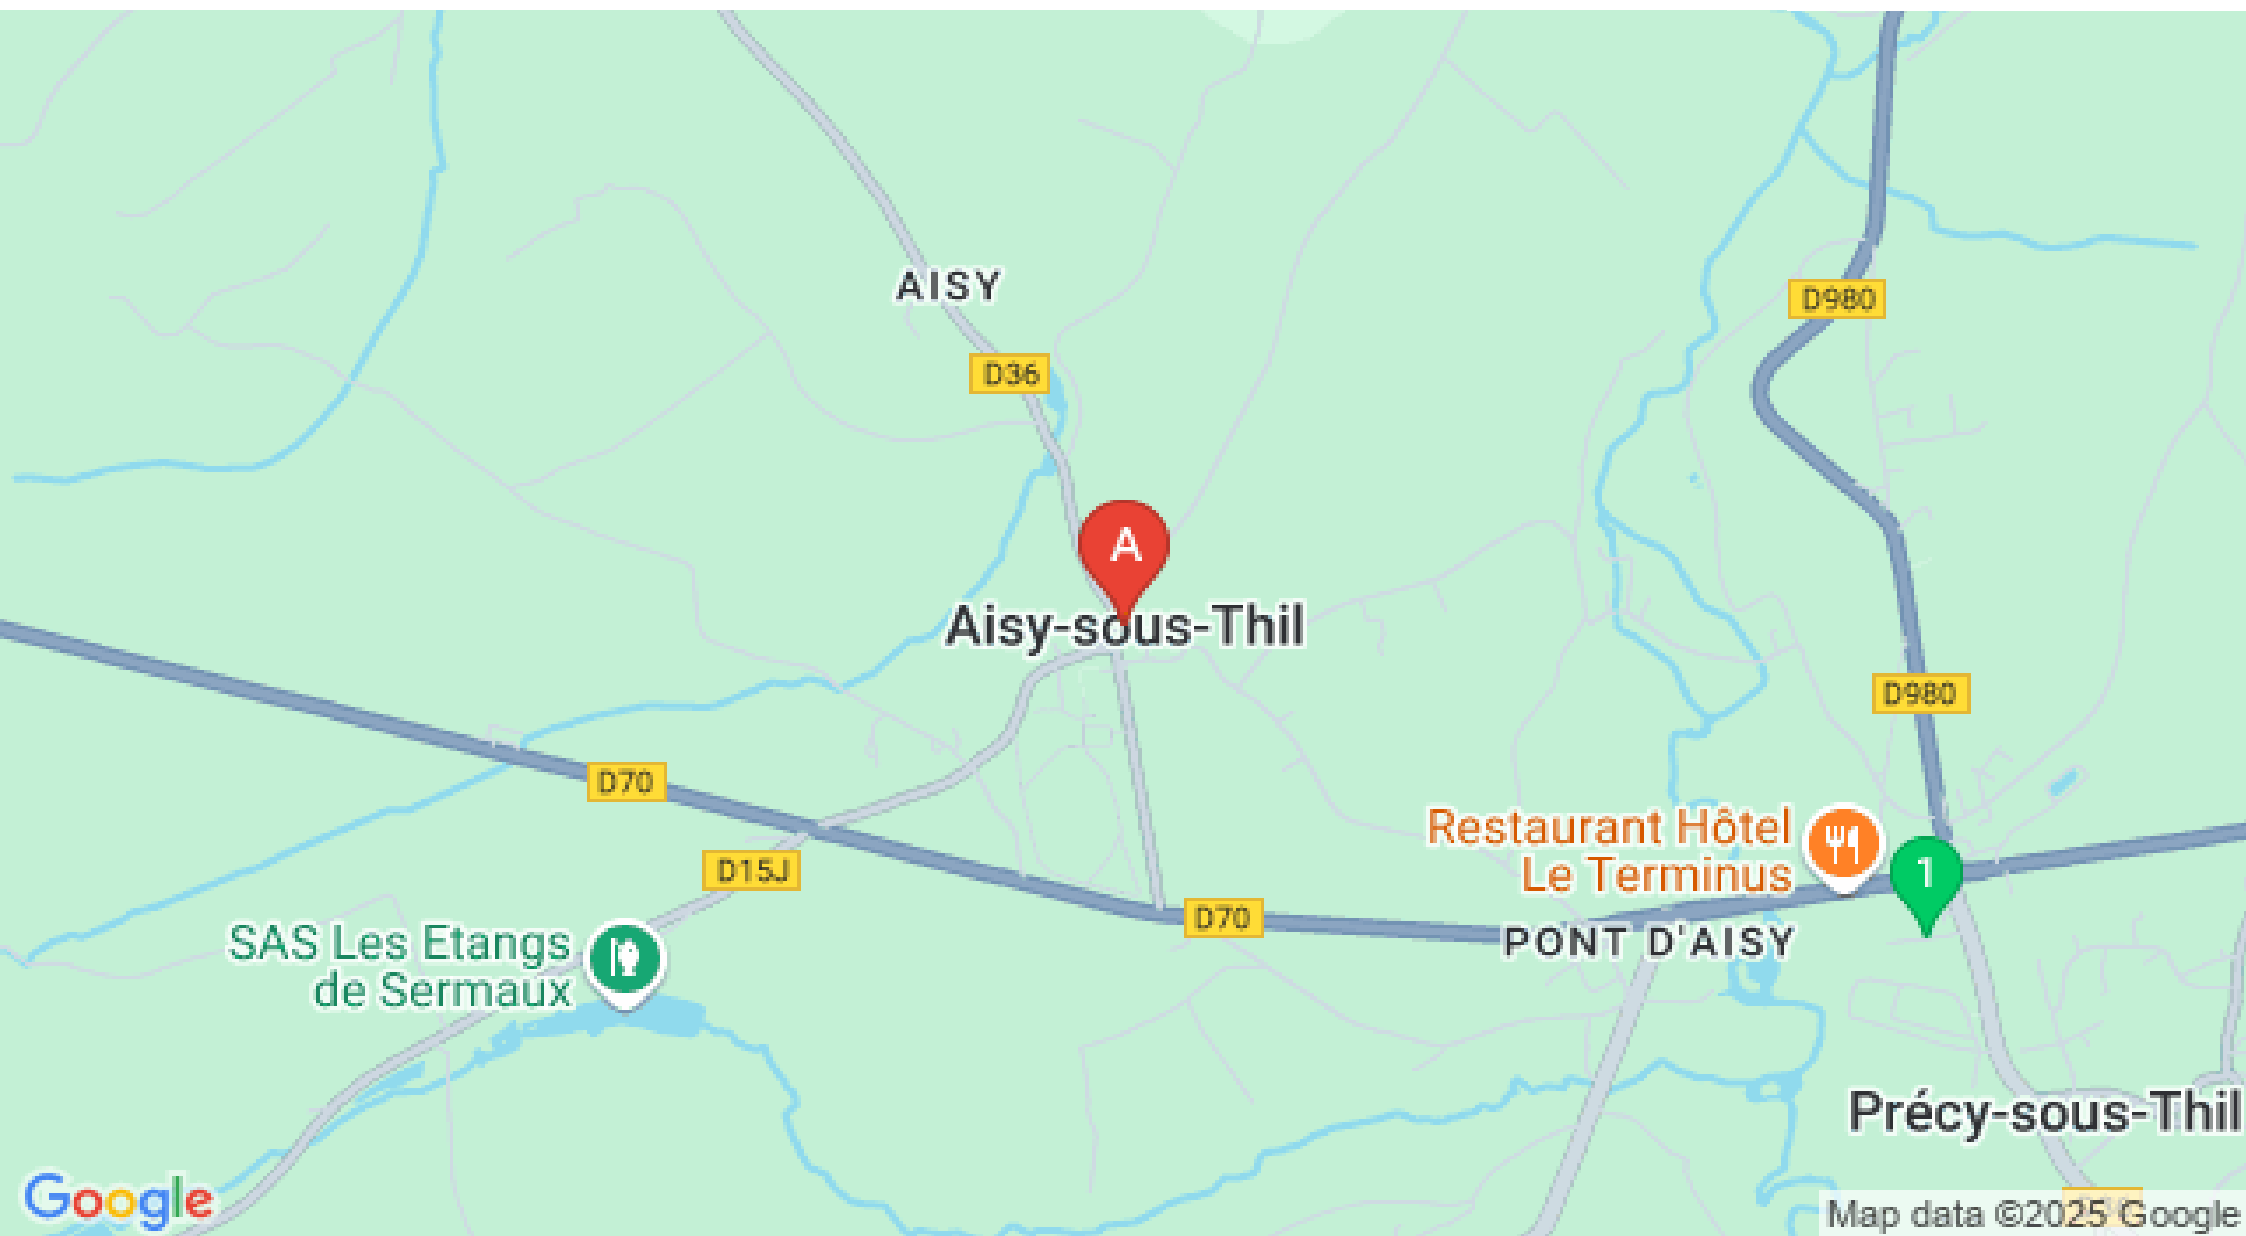 AISY
D980
D36
A
Aisy-sous-Thil
D980
D70
Restaurant Hôtel
Le Terminus
1
D15J
D70
SAS Les Etangs
de Sermaux
PONT D'AISY
Précy-sous-Thil
Google
Map data ©2025 Google